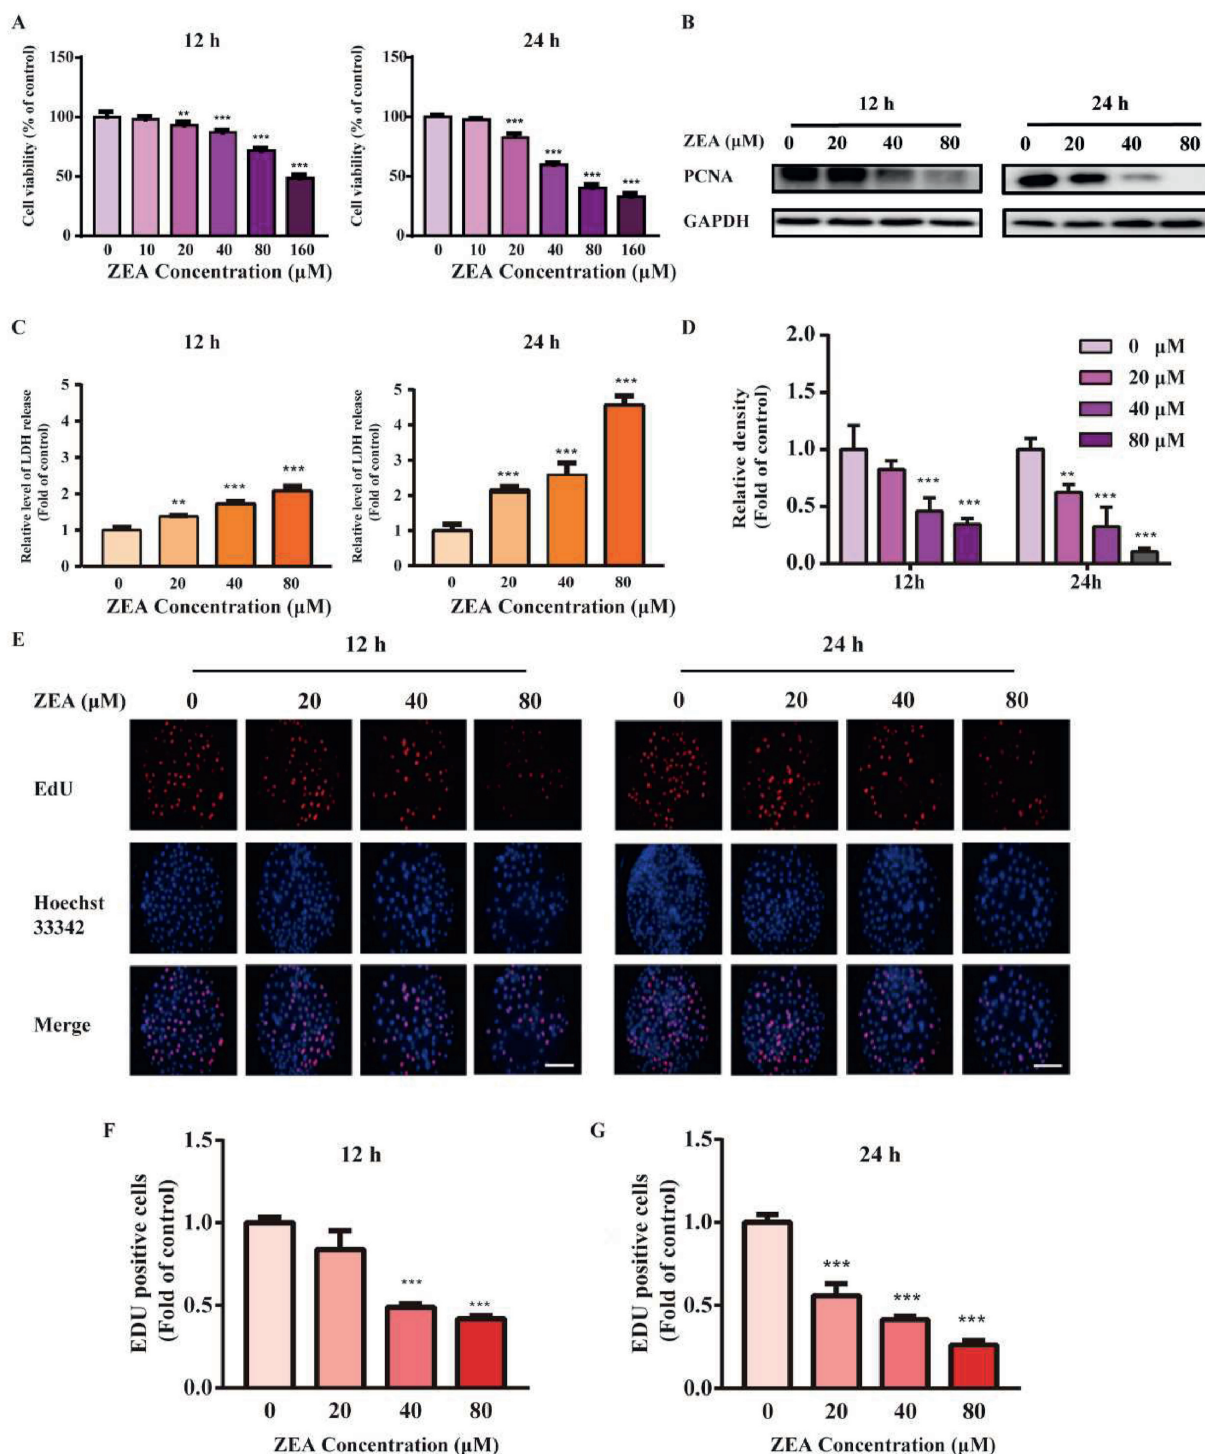 A
12 h
Cell viability (% of control)
150
100
50
0
**
***
***
***
0 10 20 40 80 160
ZEA Concentration (μM)
24 h
Cell viability (% of control)
150
100
50
0
***
***
***
***
0 10 20 40 80 160
ZEA Concentration (μM)
B
12 h 24 h
ZEA (μM) 0 20 40 80 0 20 40 80
PCNA
GAPDH
C
12 h
Relative level of LDH release
(Fold of control)
5
4
3
2
1
0
**
***
***
0 20 40 80
ZEA Concentration (μM)
24 h
Relative level of LDH release
(Fold of control)
5
4
3
2
1
0
***
***
***
0 20 40 80
ZEA Concentration (μM)
D
Relative density
(Fold of control)
2.0
1.5
1.0
0.5
0.0
0 μM
20 μM
40 μM
80 μM
***
***
**
***
***
12h 24h
E
12 h 24 h
ZEA (μM) 0 20 40 80 0 20 40 80
EdU
Hoechst
33342
Merge
F
12 h
EDU positive cells
(Fold of control)
1.5
1.0
0.5
0.0
***
***
0 20 40 80
ZEA Concentration (μM)
G
24 h
EDU positive cells
(Fold of control)
1.5
1.0
0.5
0.0
***
***
***
0 20 40 80
ZEA Concentration (μM)